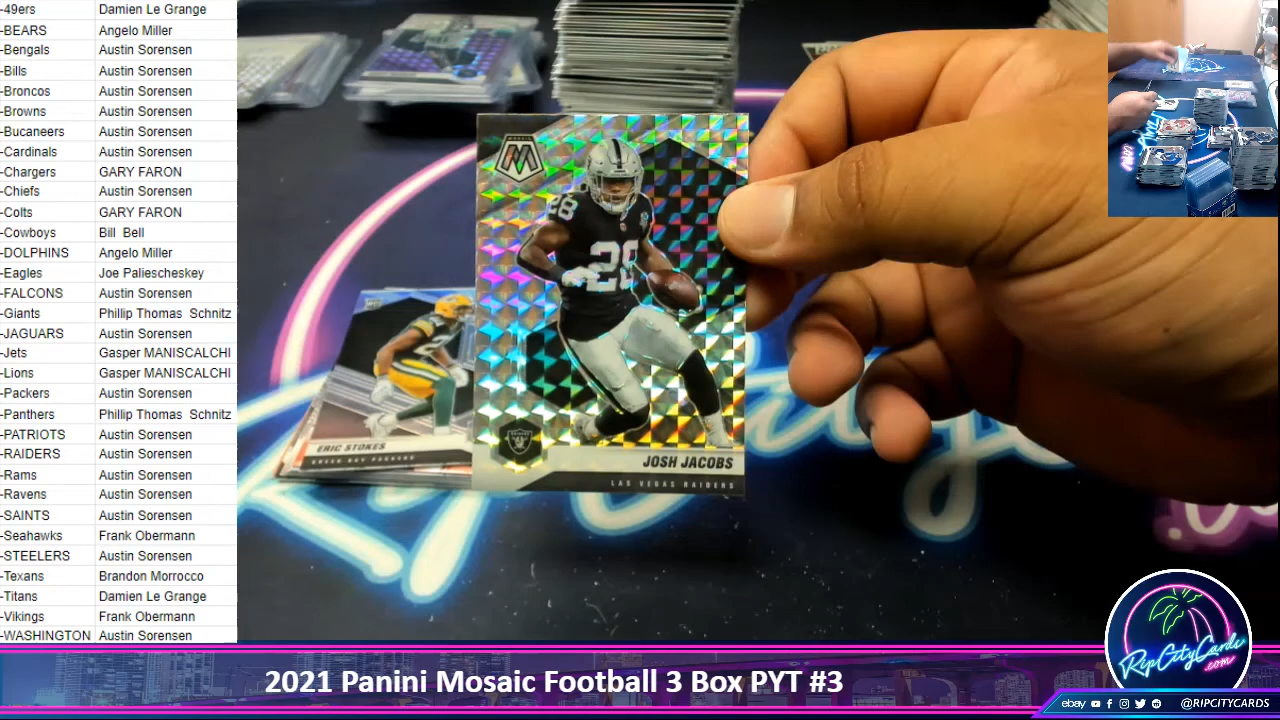 -49ers Damien Le Grange
-BEARS Angelo Miller
-Bengals Austin Sorensen
-Bills Austin Sorensen
-Broncos Austin Sorensen
-Browns Austin Sorensen
-Bucaneers Austin Sorensen
-Cardinals Austin Sorensen
-Chargers GARY FARON
-Chiefs Austin Sorensen
-Colts GARY FARON
-Cowboys Bill Bell
-DOLPHINS Angelo Miller
-Eagles Joe Paliescheskey
-FALCONS Austin Sorensen
-Giants Phillip Thomas Schnitz
-JAGUARS Austin Sorensen
-Jets Gasper MANISCALCHI
-Lions Gasper MANISCALCHI
-Packers Austin Sorensen
-Panthers Phillip Thomas Schnitz
-PATRIOTS Austin Sorensen
-RAIDERS Austin Sorensen
-Rams Austin Sorensen
-Ravens Austin Sorensen
-SAINTS Austin Sorensen
-Seahawks Frank Obermann
-STEELERS Austin Sorensen
-Texans Brandon Morrocco
-Titans Damien Le Grange
-Vikings Frank Obermann
-WASHINGTON Austin Sorensen
MOSAIC
28
28
RAIDERS
JOSH JACOBS
LAS VEGAS RAIDERS
ERIC STOKES
GREEN BAY PACKERS
2021 Panini Mosaic Football 3 Box PYT #3
RipCityCards
.com
ebay @RIPCITYCARDS